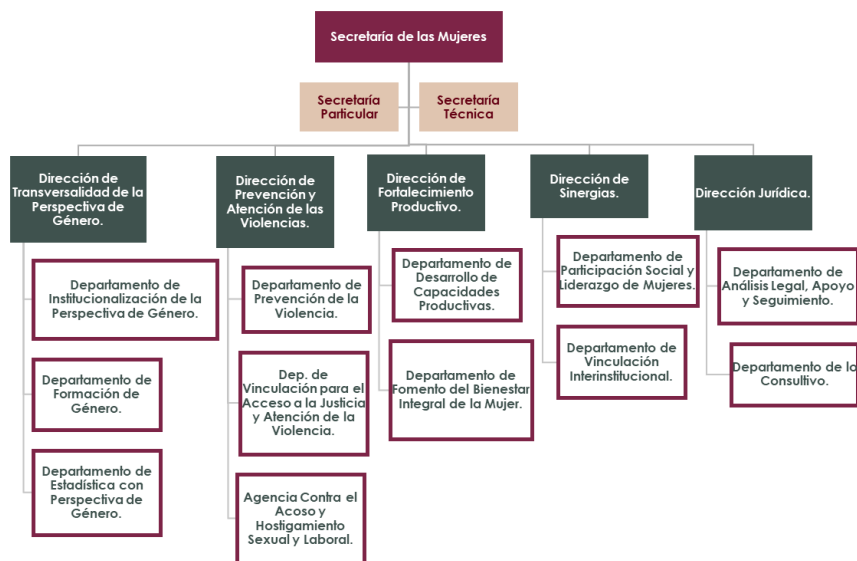 Secretaría de las Mujeres
Secretaría
Particular
Secretaría
Técnica
Dirección de
Transversalidad de la
Perspectiva de
Género.
Dirección de
Prevención y
Atención de las
Violencias.
Dirección de
Fortalecimiento
Productivo.
Dirección de
Sinergias.
Dirección Jurídica.
Departamento de
Institucionalización de la
Perspectiva de Género.
Departamento de
Formación de
Género.
Departamento de
Estadística con
Perspectiva de
Género.
Departamento de
Prevención de la
Violencia.
Dep. de
Vinculación para el
Acceso a la Justicia
y Atención de la
Violencia.
Agencia Contra el
Acoso y
Hostigamiento
Sexual y Laboral.
Departamento de
Desarrollo de
Capacidades
Productivas.
Departamento de
Fomento del Bienestar
Integral de la Mujer.
Departamento de
Participación Social y
Liderazgo de Mujeres.
Departamento de
Vinculación
Interinstitucional.
Departamento de
Análisis Legal, Apoyo
y Seguimiento.
Departamento de lo
Consultivo.